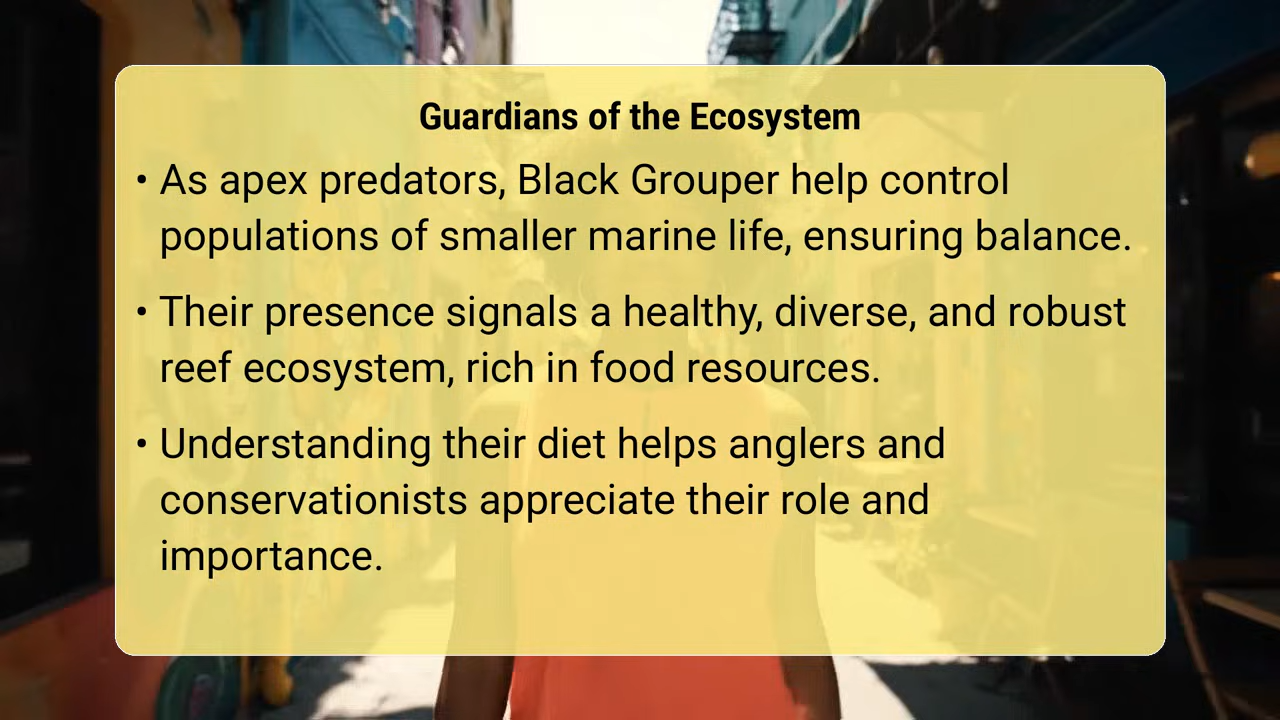 Guardians of the Ecosystem
• As apex predators, Black Grouper help control
populations of smaller marine life, ensuring balance.
• Their presence signals a healthy, diverse, and robust
reef ecosystem, rich in food resources.
• Understanding their diet helps anglers and
conservationists appreciate their role and
importance.